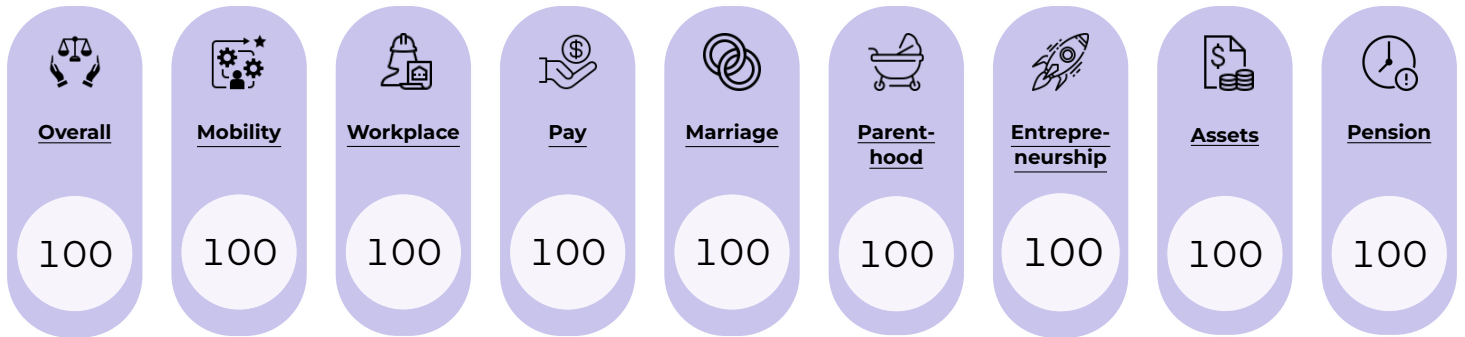 Overall
Mobility
Workplace
Pay
Marriage
Parent-
hood
Entrepre-
neurship
Assets
Pension
100
100
100
100
100
100
100
100
100